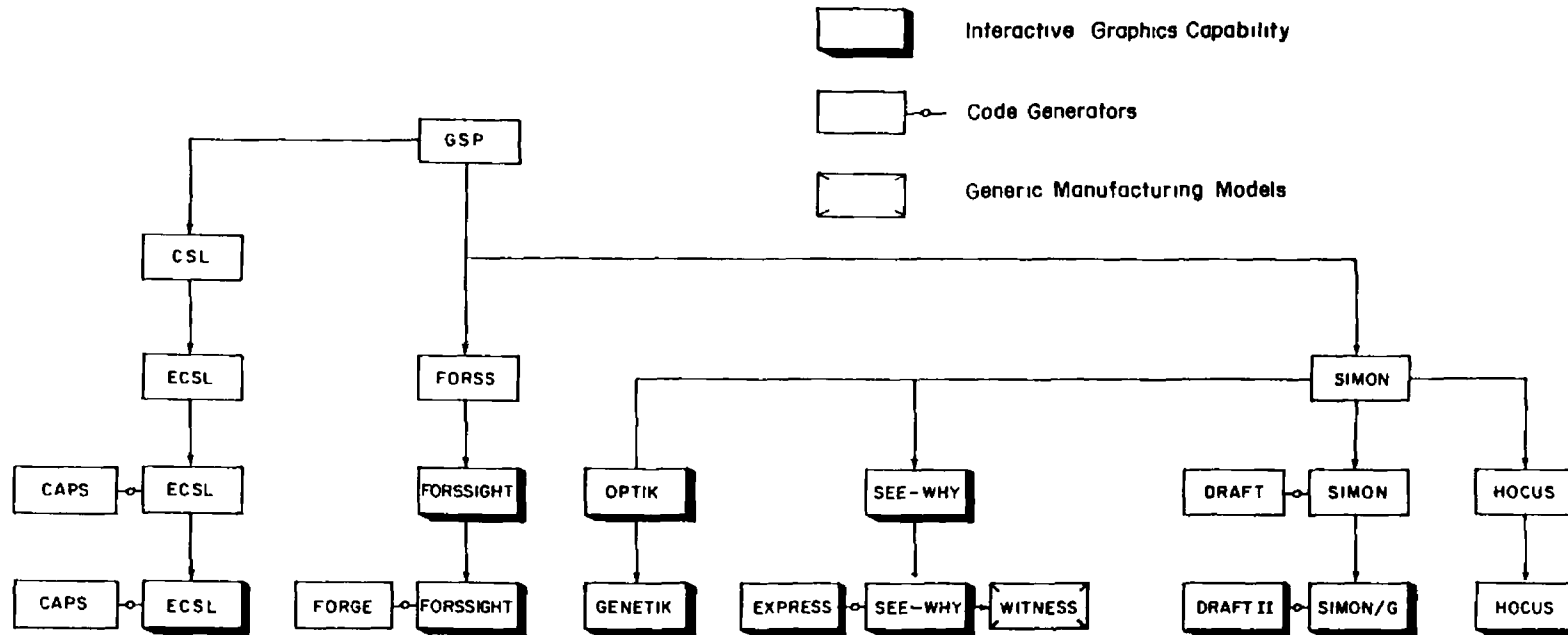 Interactive Graphics Capability
Code Generators
GSP
Generic Manufacturing Models
CSL
ECSL
FORSS
SIMON
CAPS
ECSL
FORSSIGHT
OPTIK
SEE-WHY
DRAFT
SIMON
HOCUS
CAPS
ECSL
FORGE
FORSSIGHT
GENETIK
EXPRESS
SEE-WHY
WITNESS
DRAFT II
SIMON/G
HOCUS